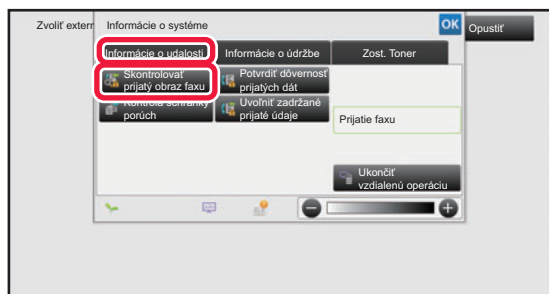 Zvoliť extern
Informácie o systéme
OK
Opustiť
Informácie o udalosti
Informácie o údržbe
Zost. Toner
Skontrolovať
prijatý obraz faxu
Potvrdiť dôvernosť
prijatých dát
Kontrola schránky
porúch
Uvoľniť zadržané
prijaté údaje
Prijatie faxu
Ukončiť
vzdialenú operáciu